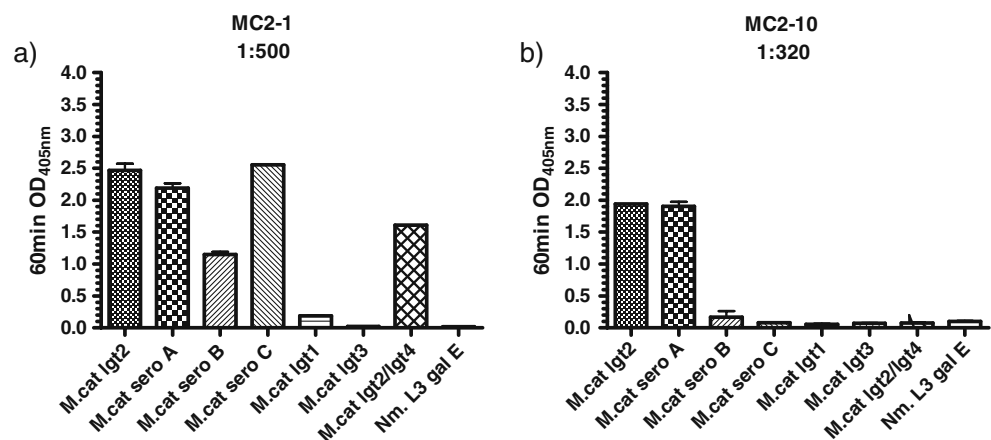 MC2-1
1:500
a)
60min OD405nm
4.0
3.5
3.0
2.5
2.0
1.5
1.0
0.5
0.0
M.cat lgt2
M.cat sero A
M.cat sero B
M.cat sero C
M.cat lgt1
M.cat lgt3
M.cat lgt2/lgt4
Nm. L3 gal E
MC2-10
1:320
b)
60min OD405nm
4.0
3.5
3.0
2.5
2.0
1.5
1.0
0.5
0.0
M.cat lgt2
M.cat sero A
M.cat sero B
M.cat sero C
M.cat lgt1
M.cat lgt3
M.cat lgt2/lgt4
Nm. L3 gal E